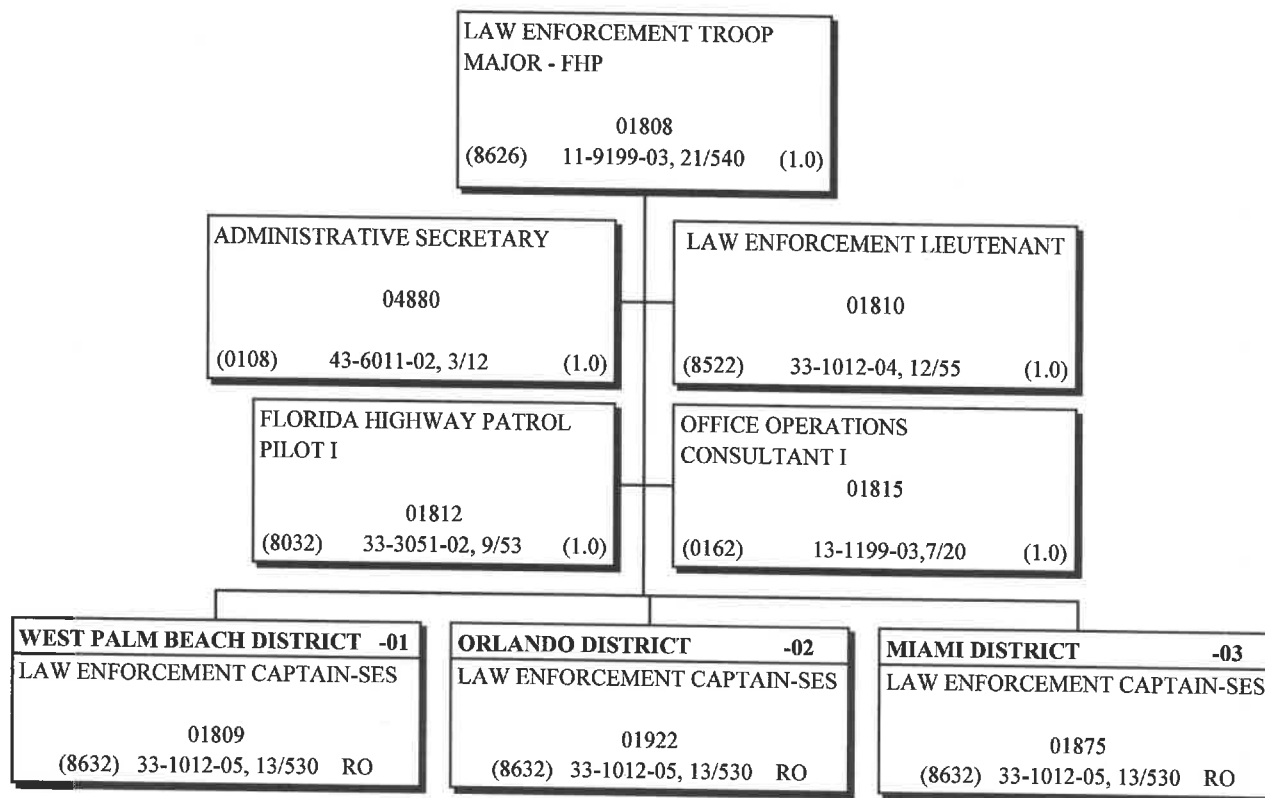 LAW ENFORCEMENT TROOP
MAJOR - FHP
01808
(8626) 11-9199-03, 21/540 (1.0)
ADMINISTRATIVE SECRETARY
04880
(0108) 43-6011-02, 3/12 (1.0)
LAW ENFORCEMENT LIEUTENANT
01810
(8522) 33-1012-04, 12/55 (1.0)
FLORIDA HIGHWAY PATROL
PILOT I
01812
(8032) 33-3051-02, 9/53 (1.0)
OFFICE OPERATIONS
CONSULTANT I
01815
(0162) 13-1199-03,7/20 (1.0)
WEST PALM BEACH DISTRICT -01
LAW ENFORCEMENT CAPTAIN-SES
01809
(8632) 33-1012-05, 13/530 RO
ORLANDO DISTRICT -02
LAW ENFORCEMENT CAPTAIN-SES
01922
(8632) 33-1012-05, 13/530 RO
MIAMI DISTRICT -03
LAW ENFORCEMENT CAPTAIN-SES
01875
(8632) 33-1012-05, 13/530 RO